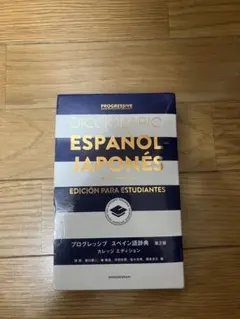 PROGRESSIVE
DICCIONARIO
ESPAÑOL
JAPONÉS
EDICIÓN PARA ESTUDIANTES
プログレッシブ スペイン語辞典 第2版
カレッジ エディション